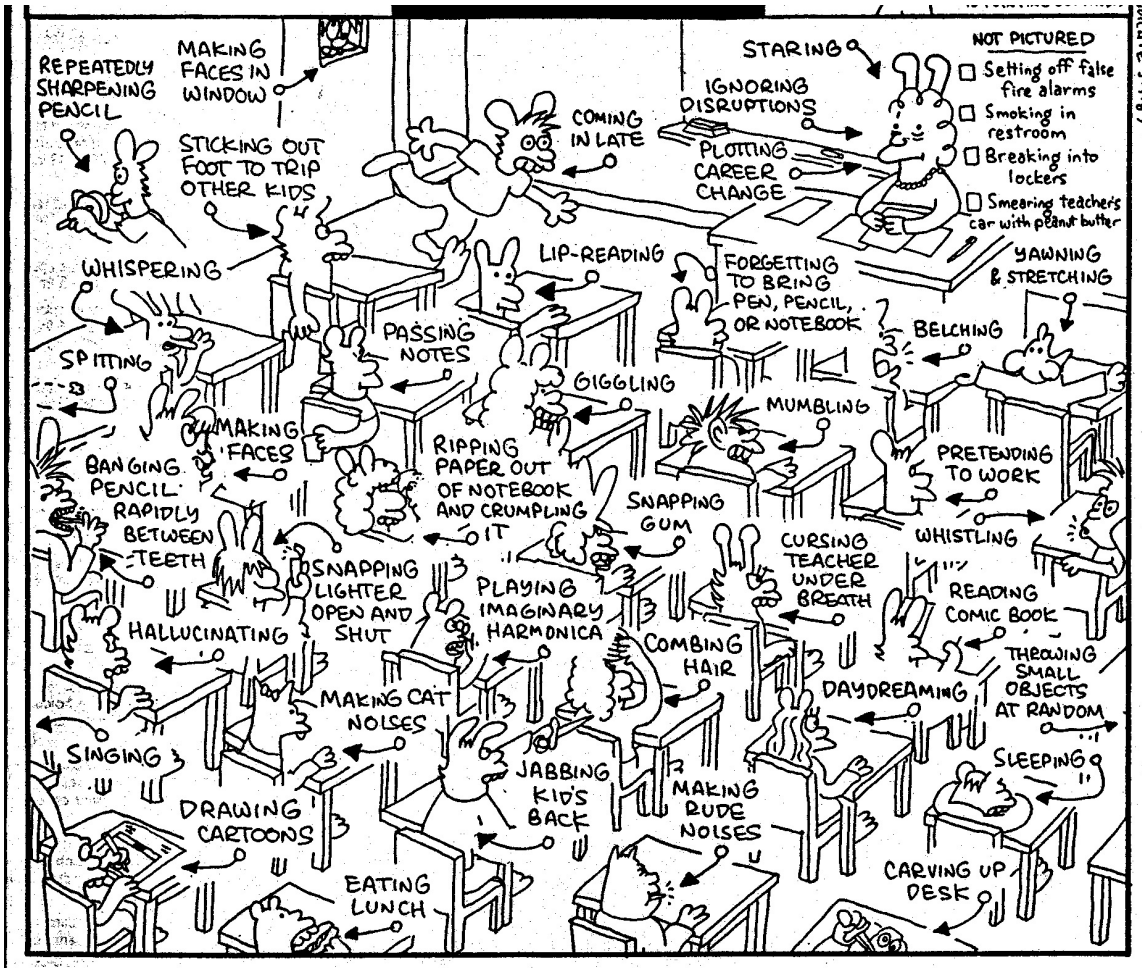 REPEATEDLY
SHARPENING
PENCIL
MAKING
FACES IN
WINDOW
STICKING OUT
FOOT TO TRIP
OTHER KIDS
COMING
IN LATE
STARING
IGNORING
DISRUPTIONS
PLOTTING
CAREER
CHANGE
NOT PICTURED
Setting off false
fire alarms
Smoking in
restroom
Breaking into
lockers
Smearing teacher's
car with peanut butter
WHISPERING
LIP-READING
FORGETTING
TO BRING
PEN, PENCIL,
OR NOTEBOOK
YAWNING
& STRETCHING
SPITTING
PASSING
NOTES
BELCHING
GIGGLING
MUMBLING
MAKING
FACES
BANGING
PENCIL
RAPIDLY
BETWEEN
TEETH
RIPPING
PAPER OUT
OF NOTEBOOK
AND CRUMPLING
IT
SNAPPING
GUM
PRETENDING
TO WORK
WHISTLING
SNAPPING
LIGHTER
OPEN AND
SHUT
PLAYING
IMAGINARY
HARMONICA
CURSING
TEACHER
UNDER
BREATH
READING
COMIC BOOK
HALLUCINATING
COMBING
HAIR
THROWING
SMALL
OBJECTS
AT RANDOM
MAKING CAT
NOISES
DAYDREAMING
SINGING
JABBING
KID'S
BACK
MAKING
RUDE
NOISES
SLEEPING
DRAWING
CARTOONS
EATING
LUNCH
CARVING UP
DESK